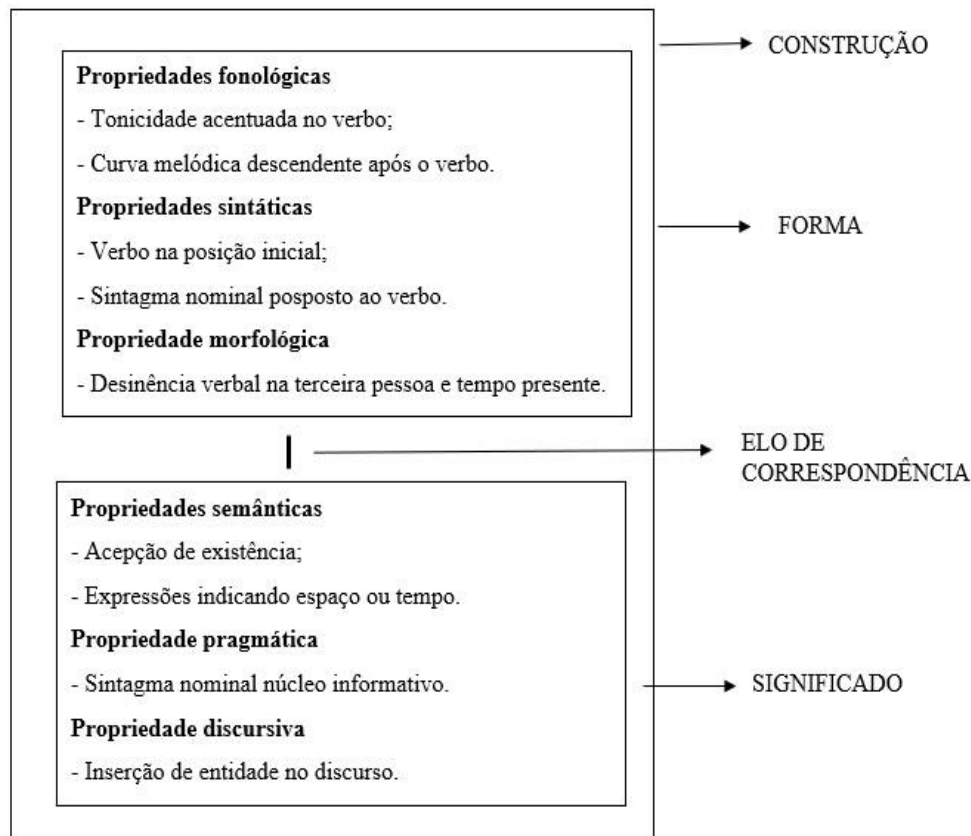 CONSTRUÇÃO
Propriedades fonológicas
- Tonicidade acentuada no verbo;
- Curva melódica descendente após o verbo.
Propriedades sintáticas
FORMA
- Verbo na posição inicial;
- Sintagma nominal posposto ao verbo.
Propriedade morfológica
- Desinência verbal na terceira pessoa e tempo presente.
ELO DE
CORRESPONDÊNCIA
Propriedades semânticas
- Acepção de existência;
- Expressões indicando espaço ou tempo.
Propriedade pragmática
- Sintagma nominal núcleo informativo.
SIGNIFICADO
Propriedade discursiva
- Inserção de entidade no discurso.